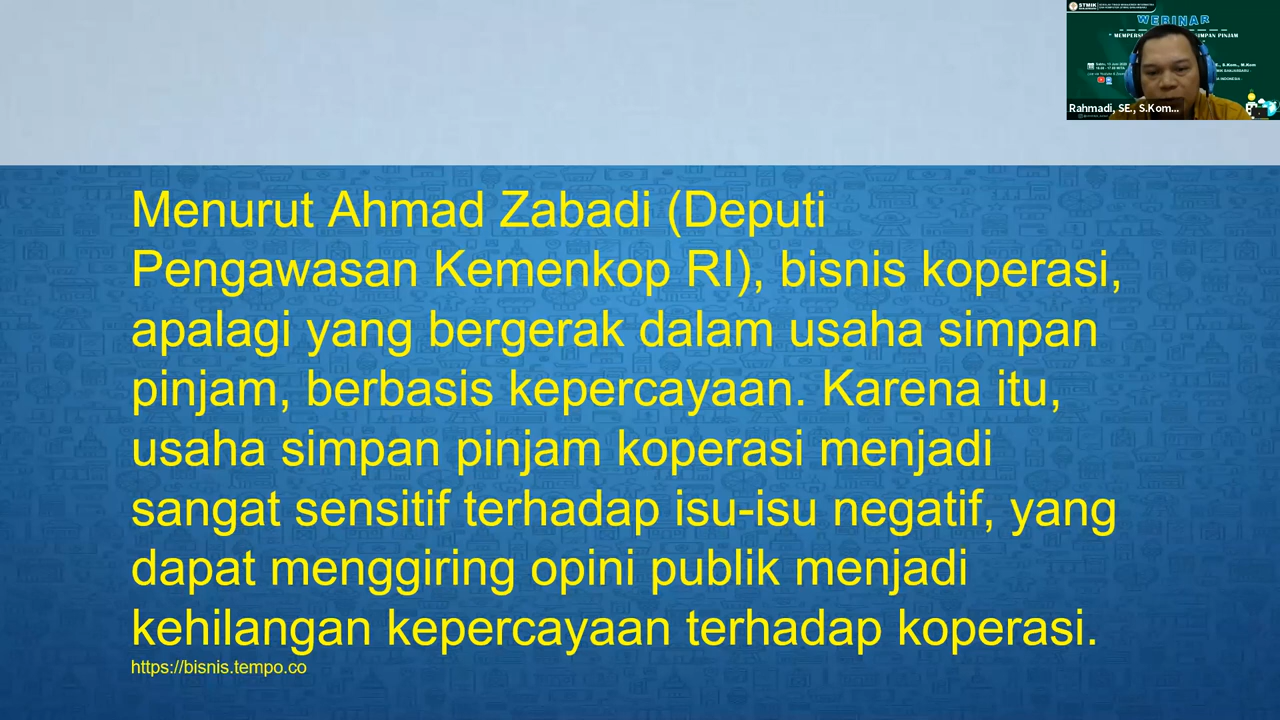 STMIK
WEBINAR
Rahmadi, SE., S.Kom...
Menurut Ahmad Zabadi (Deputi
Pengawasan Kemenkop RI), bisnis koperasi,
apalagi yang bergerak dalam usaha simpan
pinjam, berbasis kepercayaan. Karena itu,
usaha simpan pinjam koperasi menjadi
sangat sensitif terhadap isu-isu negatif, yang
dapat menggiring opini publik menjadi
kehilangan kepercayaan terhadap koperasi.
https://bisnis.tempo.co